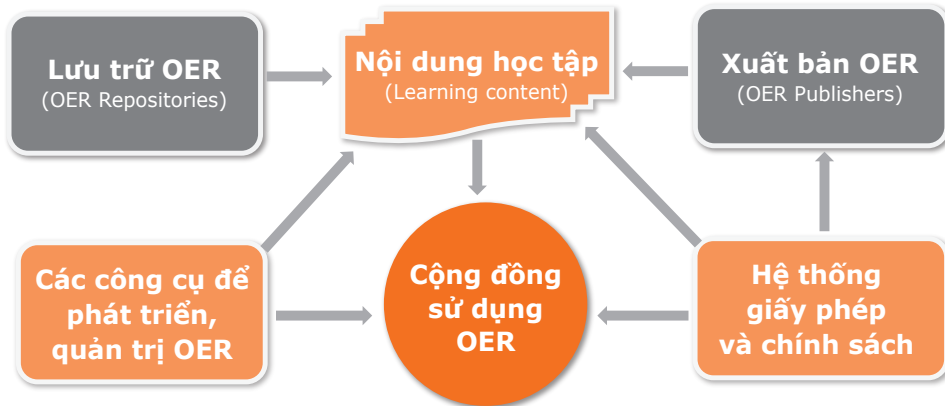 Lưu trữ OER
(OER Repositories)
Nội dung học tập
(Learning content)
Xuất bản OER
(OER Publishers)
Các công cụ để
phát triển,
quản trị OER
Cộng đồng
sử dụng
OER
Hệ thống
giấy phép
và chính sách